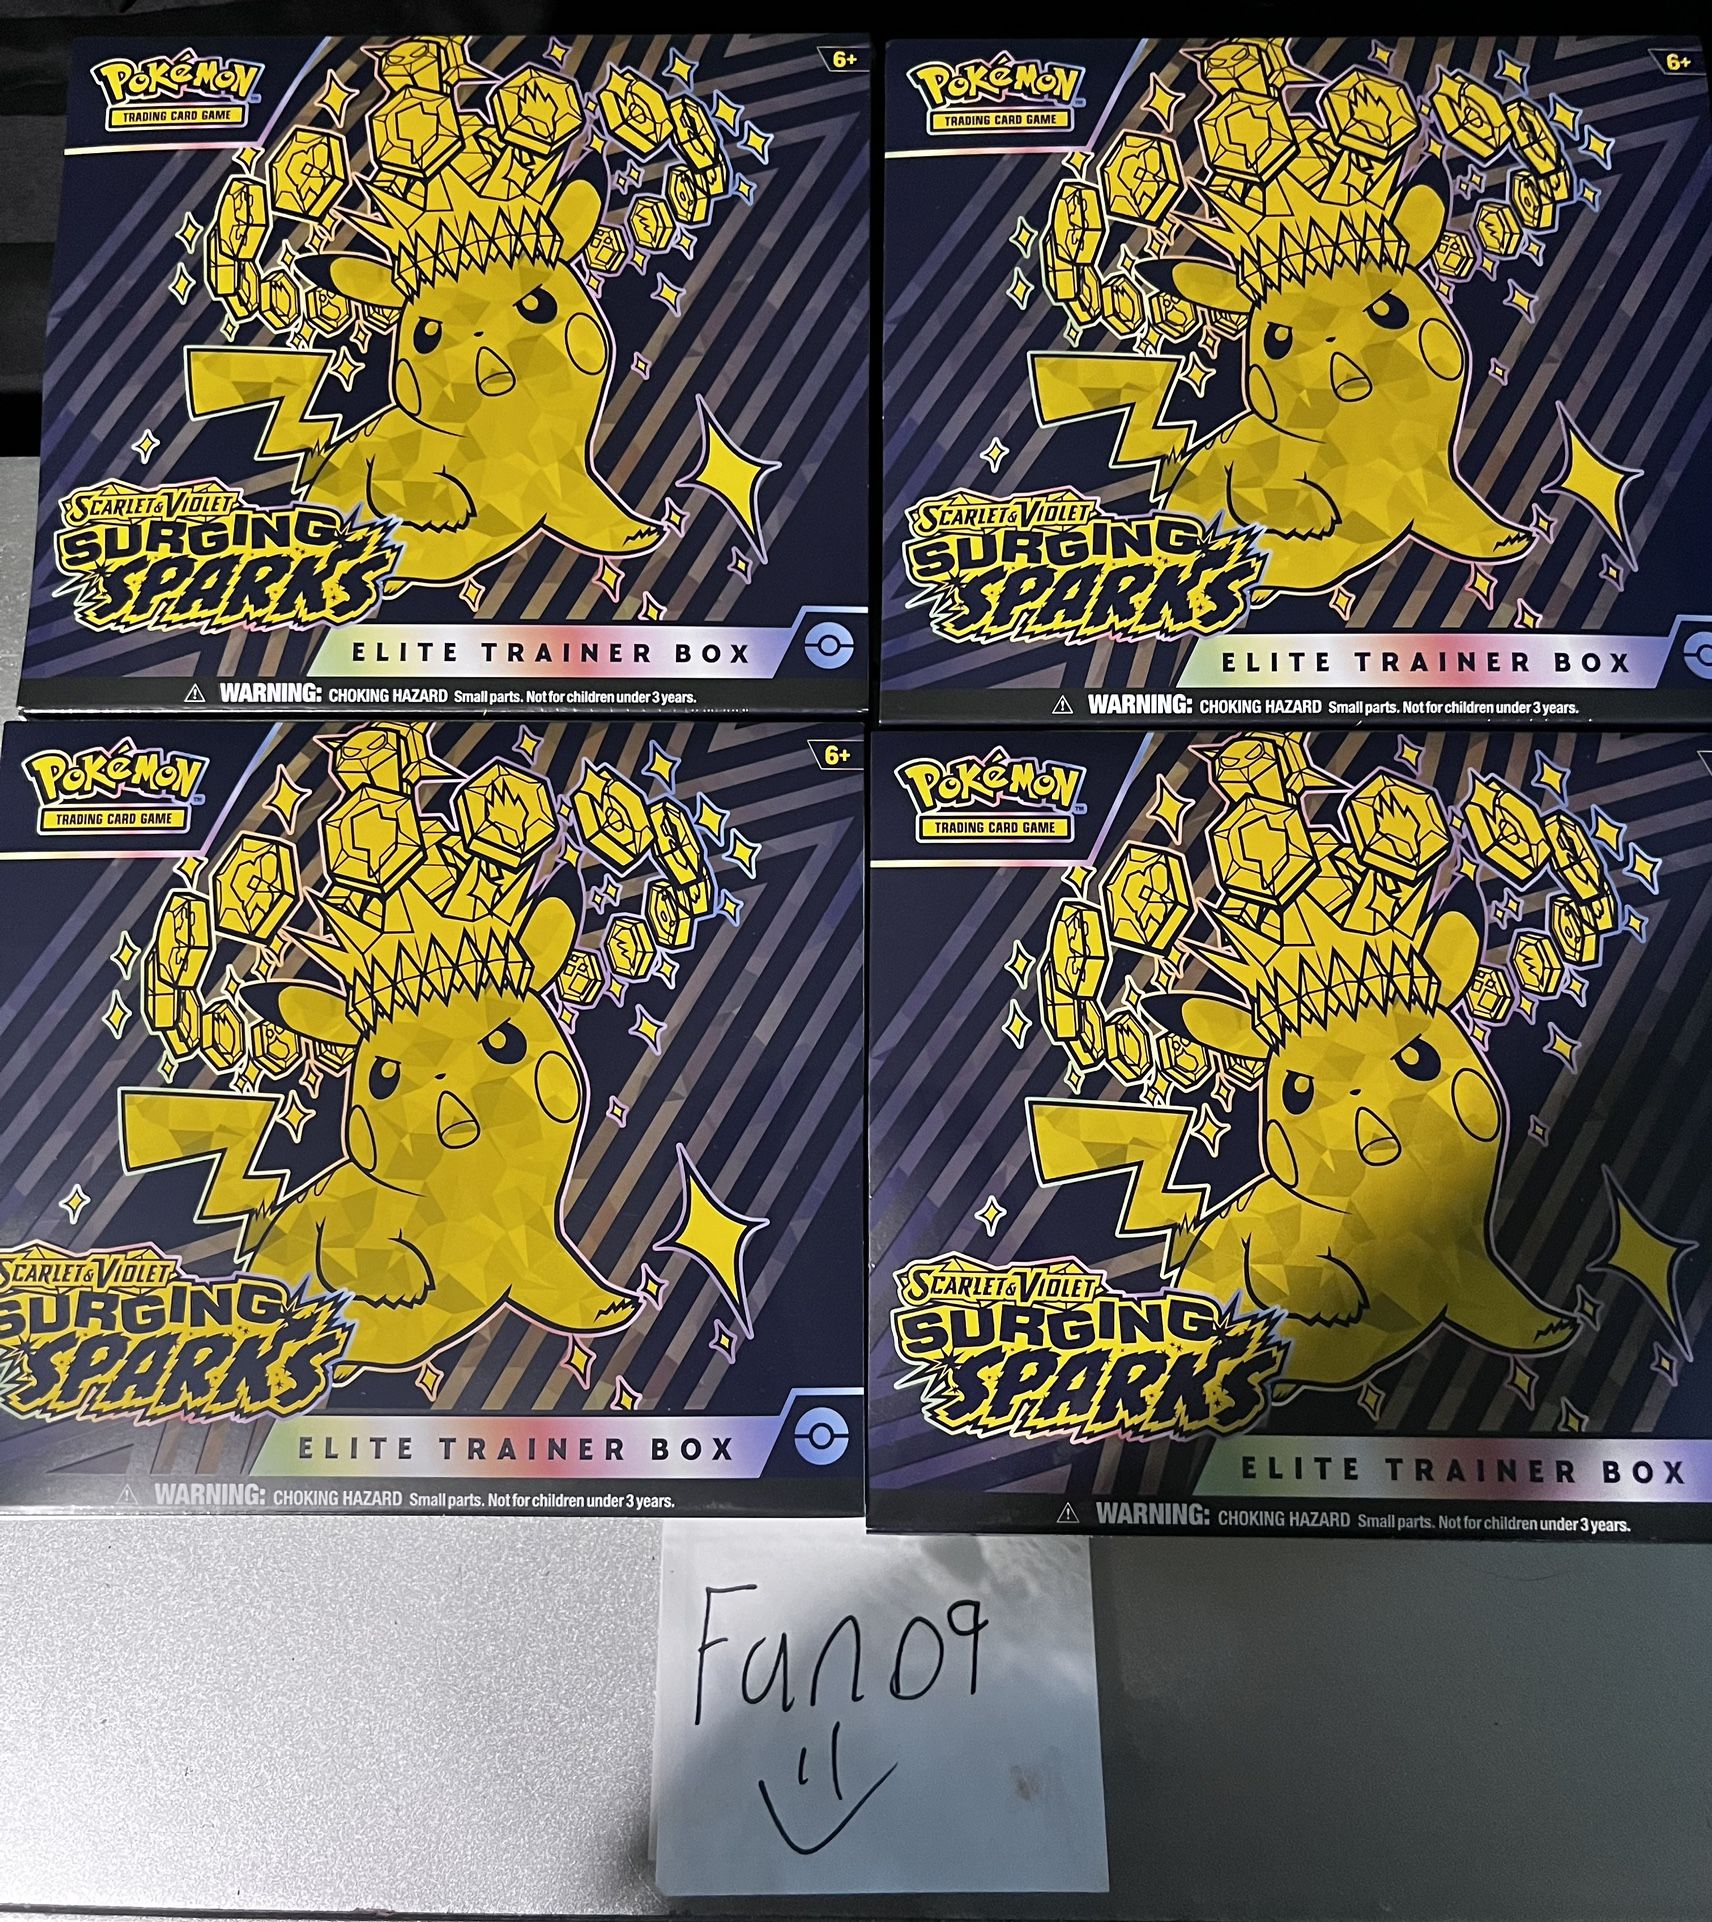 POKéMON™
TRADING CARD GAME
6+
SCARLET & VIOLET
SURGING
SPARKS
ELITE TRAINER BOX
WARNING: CHOKING HAZARD Small parts. Not for children under 3 years.
POKéMON™
TRADING CARD GAME
6+
SCARLET & VIOLET
SURGING
SPARKS
ELITE TRAINER BOX
WARNING: CHOKING HAZARD Small parts. Not for children under 3 years.
POKéMON™
TRADING CARD GAME
6+
SCARLET & VIOLET
SURGING
SPARKS
ELITE TRAINER BOX
WARNING: CHOKING HAZARD Small parts. Not for children under 3 years.
POKéMON™
TRADING CARD GAME
SCARLET & VIOLET
SURGING
SPARKS
ELITE TRAINER BOX
WARNING: CHOKING HAZARD Small parts. Not for children under 3 years.
Fan09